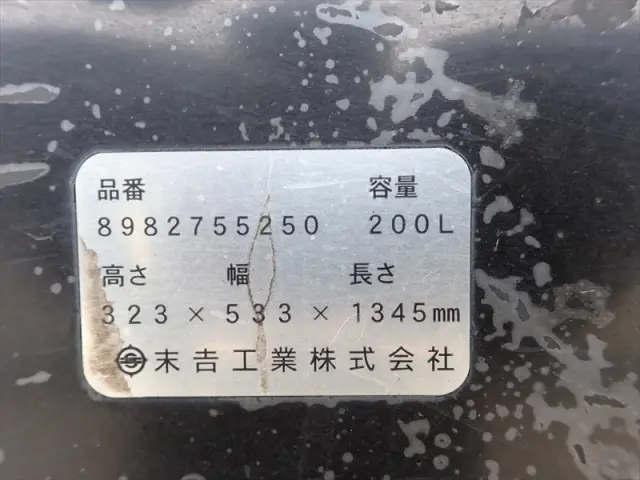 品番 容量
8982755250 200L
高さ 幅 長さ
323 × 533 × 1345mm
末吉工業株式会社